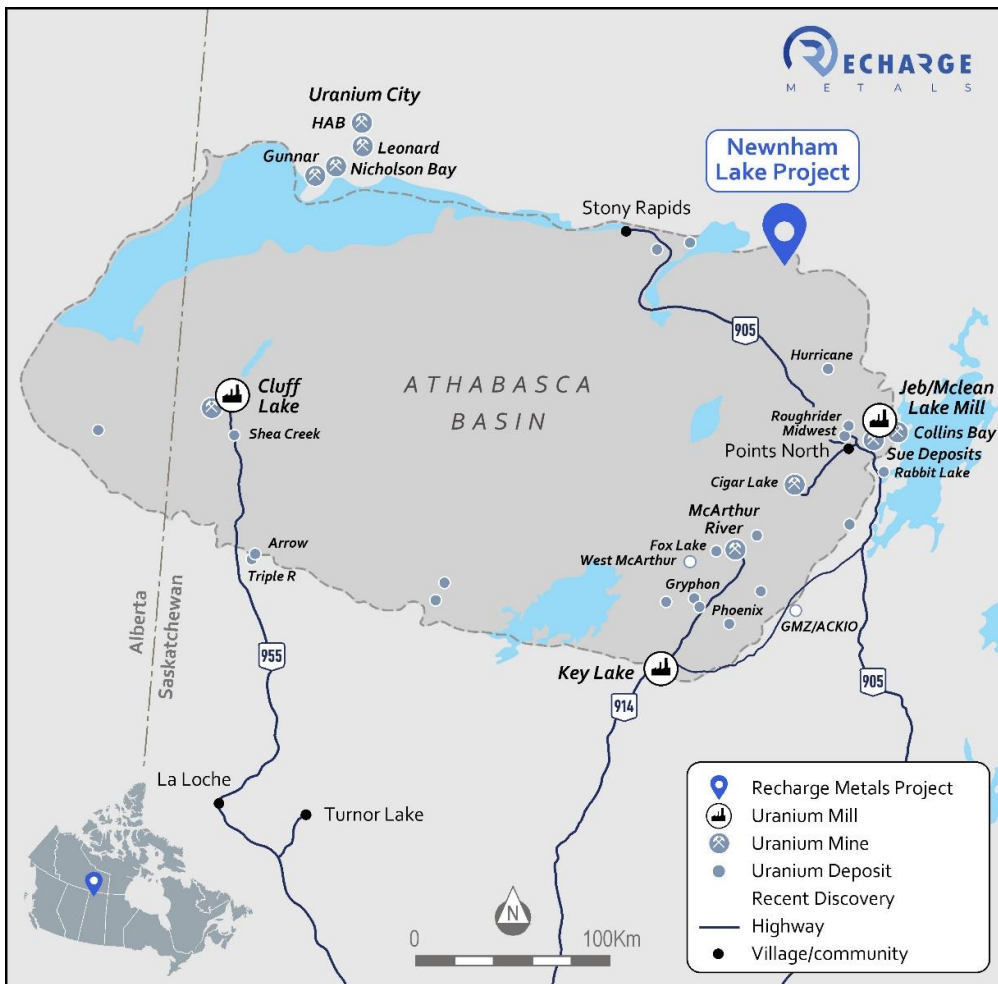 RECHARGE
METALS
Uranium City
HAB
Leonard
Gunnar
Nicholson Bay
Newnham
Lake Project
Stony Rapids
905
Hurricane
ATHABASCA
BASIN
Cluff
Lake
Shea Creek
Jeb/Mclean
Lake Mill
Roughrider
Midwest
Collins Bay
Points North
Sue Deposits
Rabbit Lake
Cigar Lake
McArthur
River
Fox Lake
West McArthur
Arrow
Triple R
Gryphon
Phoenix
GMZ/ACKIO
Alberta
Saskatchewan
955
Key Lake
914
905
La Loche
Turnor Lake
N
0 100Km
Recharge Metals Project
Uranium Mill
Uranium Mine
Uranium Deposit
Recent Discovery
Highway
Village/community